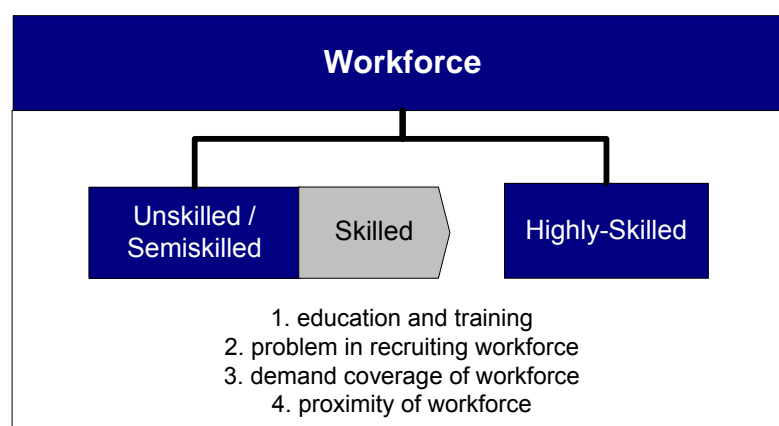 Workforce
Unskilled /
Semiskilled
Skilled
Highly-Skilled
1. education and training
2. problem in recruiting workforce
3. demand coverage of workforce
4. proximity of workforce